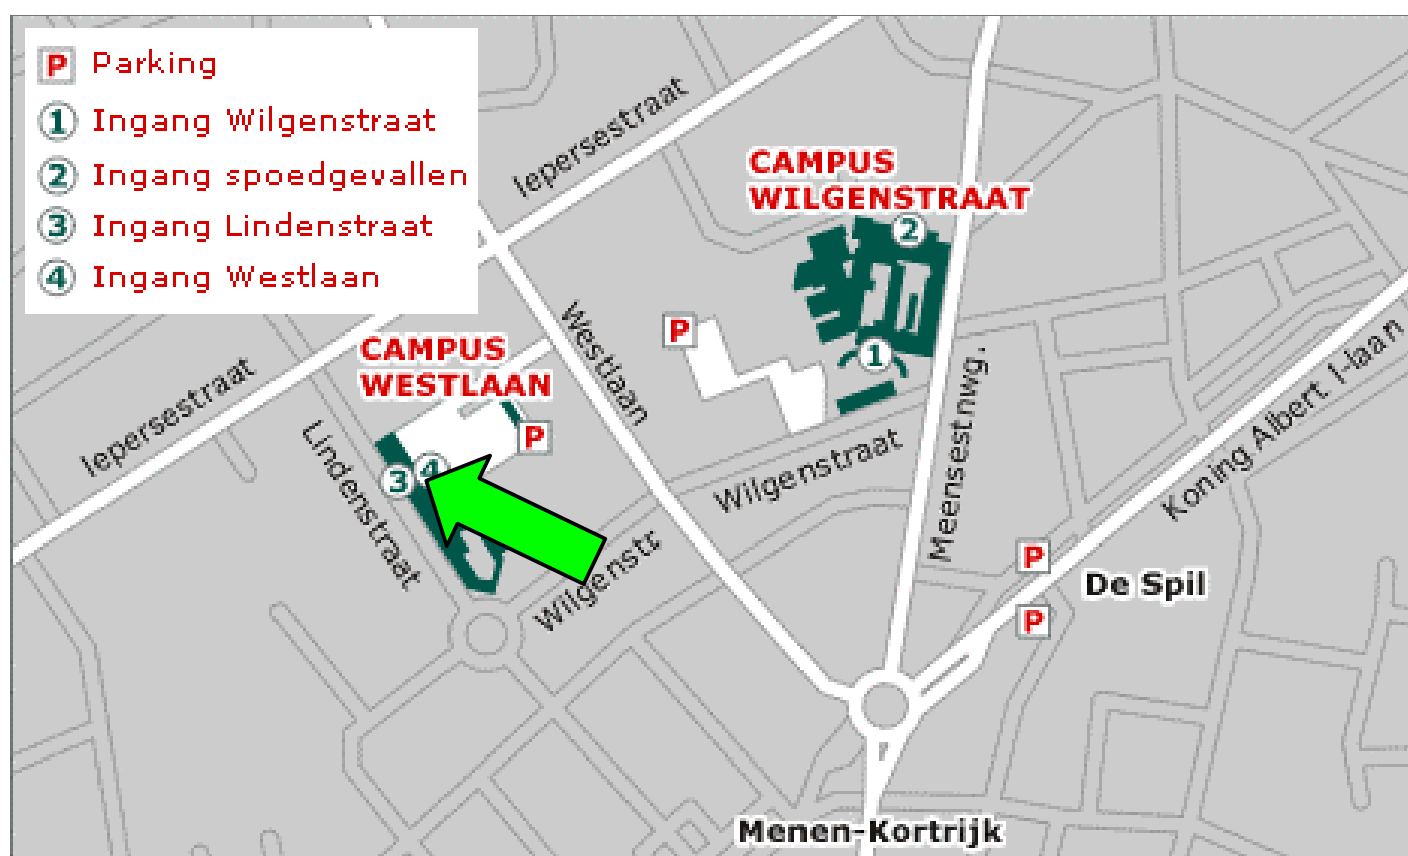 P Parking
1 Ingang Wilgenstraat
2 Ingang spoedgevallen
3 Ingang Lindenstraat
4 Ingang Westlaan
Iepersestraat
CAMPUS
WILGENSTRAAT
2
Westlaan
P
1
CAMPUS
WESTLAAN
Iepersestraat
P
Lindenstraat
3
4
Wilgenstraat
Meensestnwg.
Koning Albert I-laan
Wilgenstr.
P
De Spil
P
Menen-Kortrijk